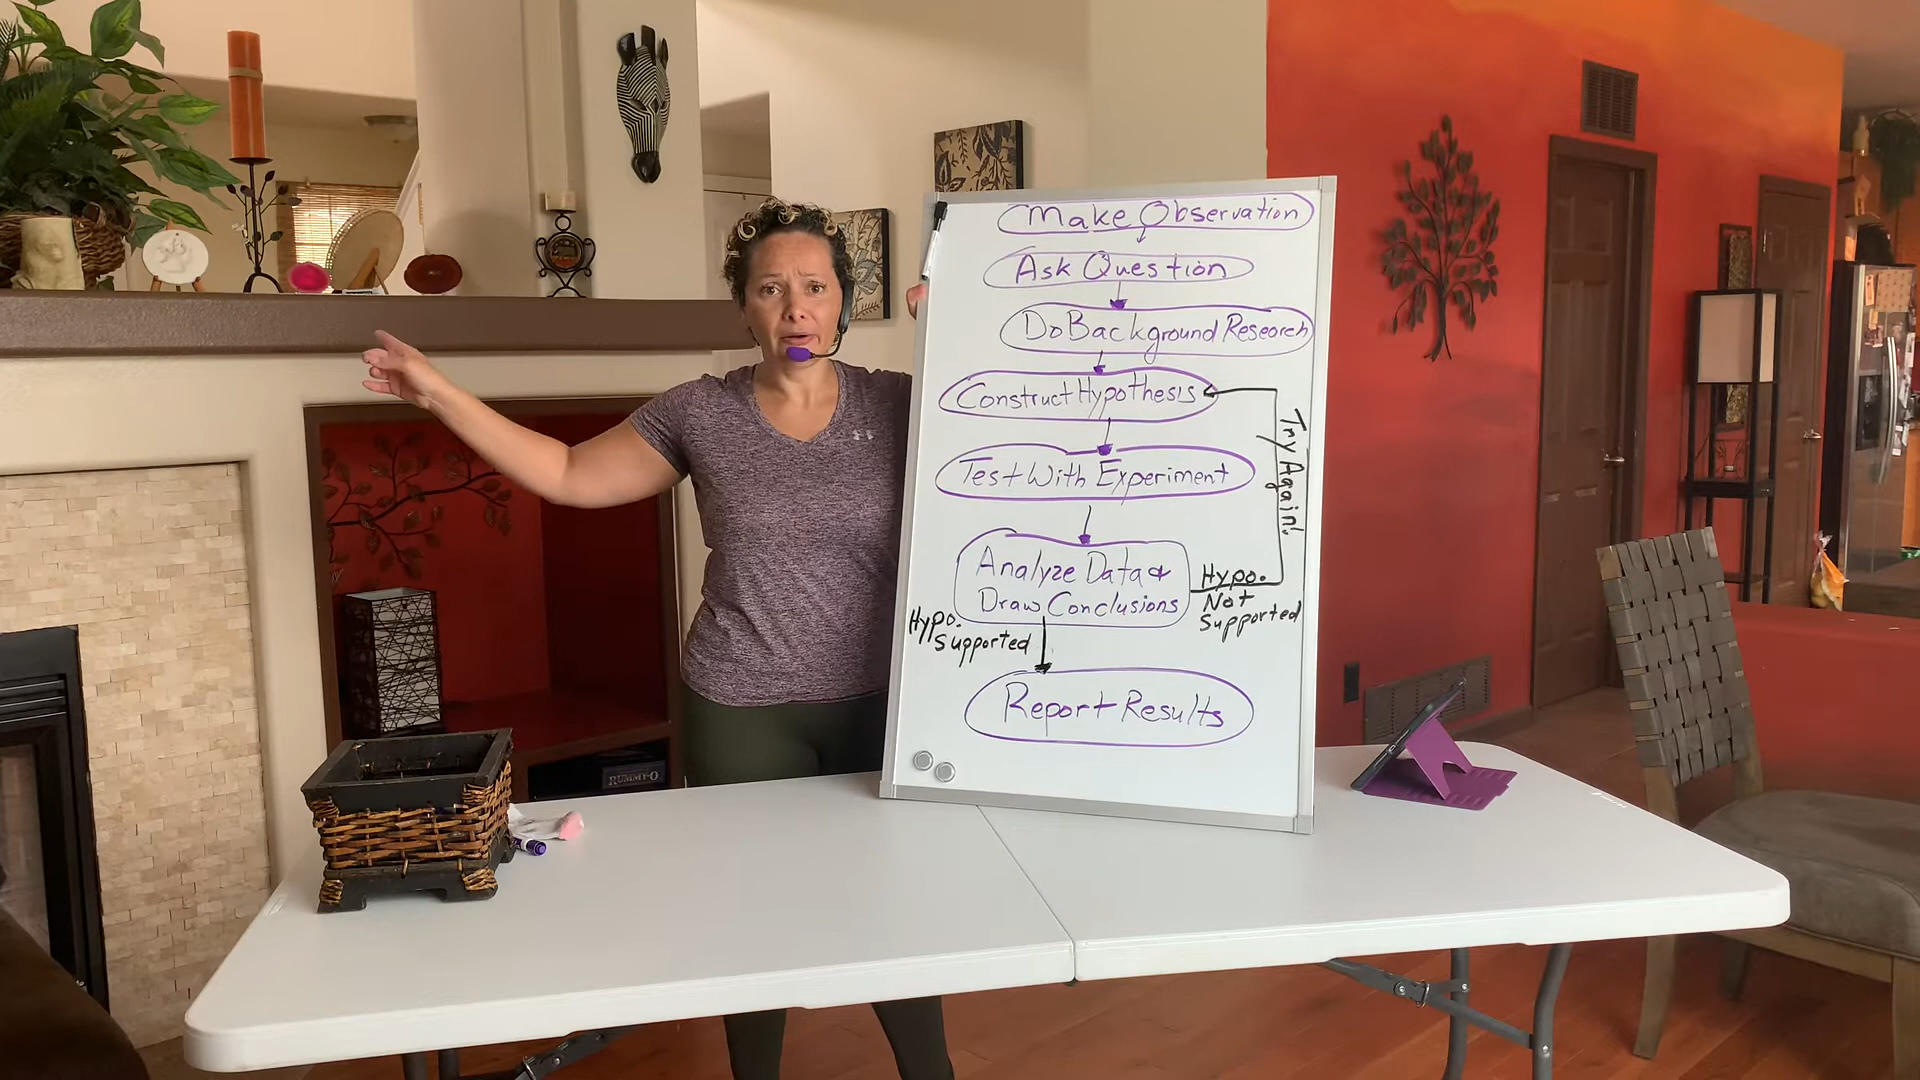 Make Observation
Ask Question
Do Background Research
Construct Hypothesis
Test With Experiment
Try Again!
Analyze Data &
Draw Conclusions
Hypo.
Not
Supported
Hypo.
Supported
Report Results
RUMMY-O